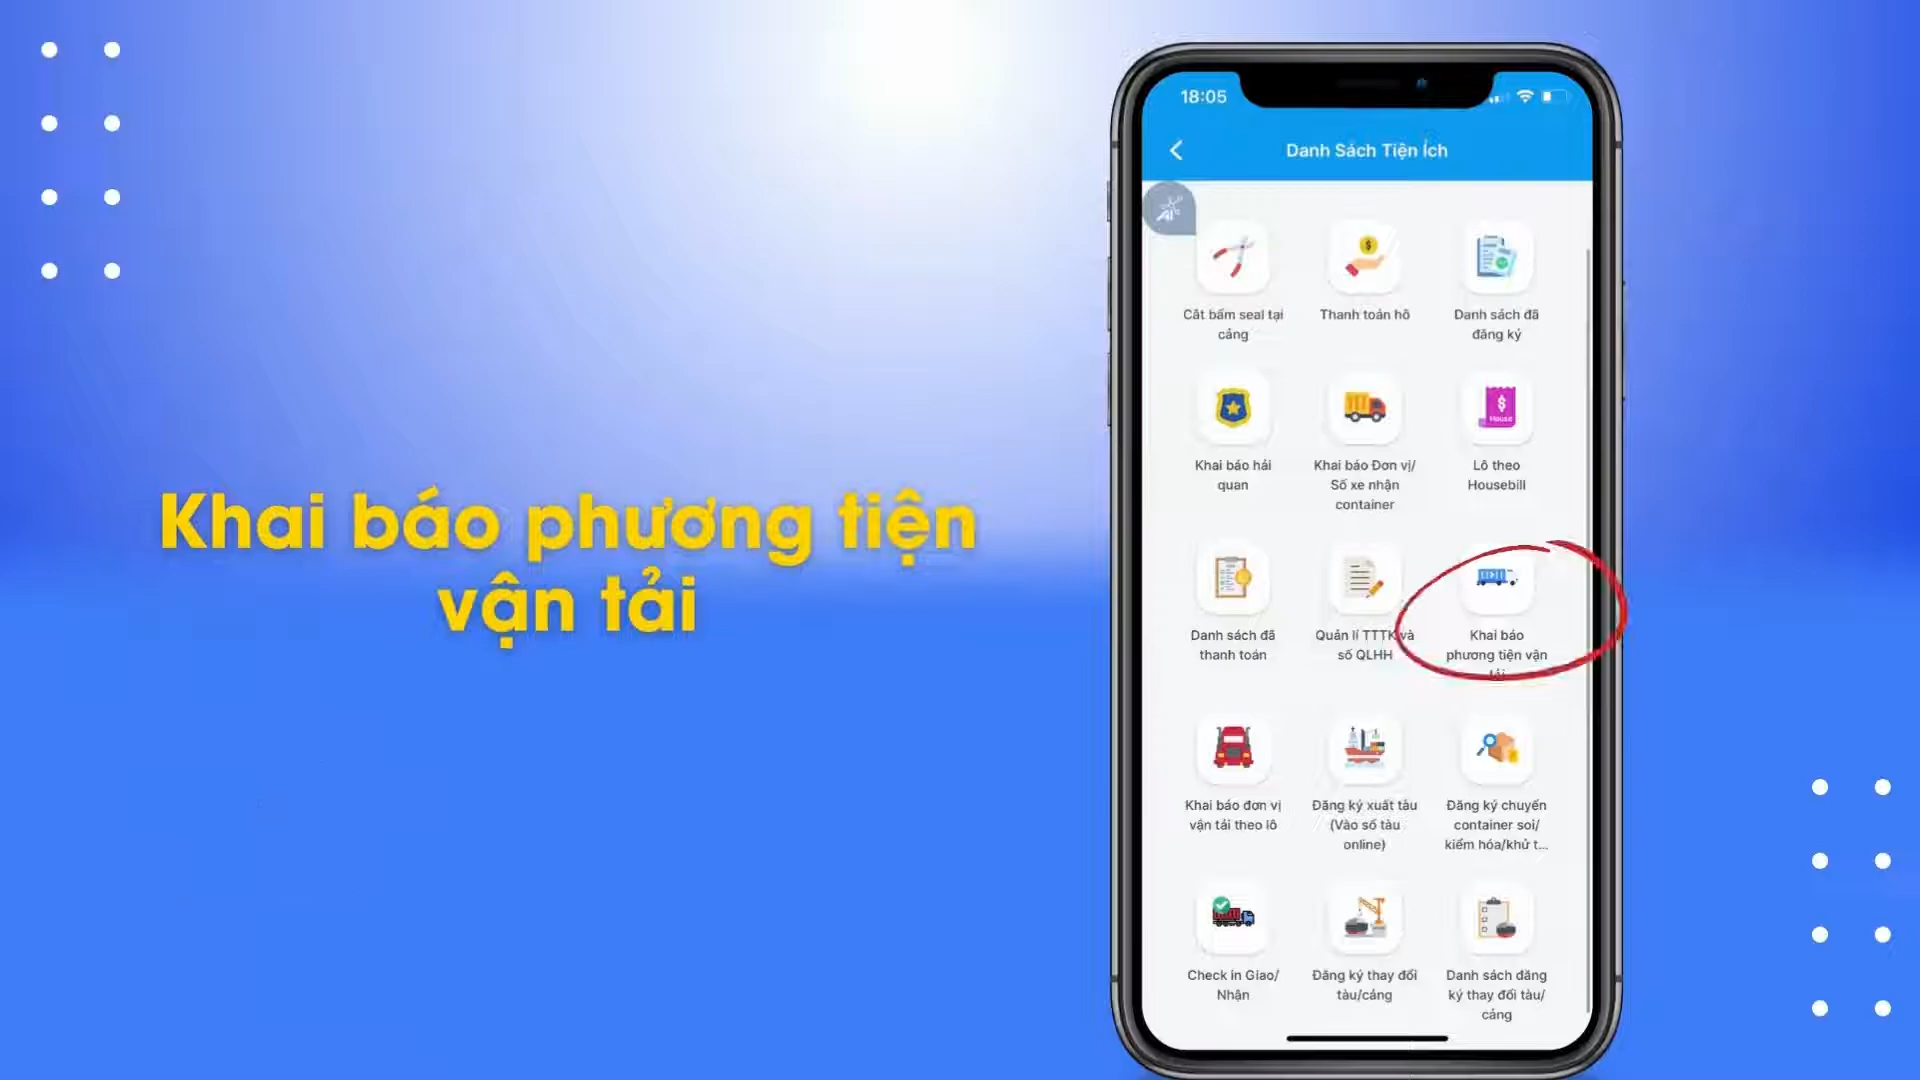 Khai báo phương tiện
vận tải
18:05
Danh Sách Tiện Ích
AI
Cắt bấm seal tại
cảng
Thanh toán hộ
Danh sách đã
đăng ký
Khai báo hải
quan
Khai báo Đơn vị/
Số xe nhận
container
House
Lô theo
Housebill
Danh sách đã
thanh toán
Quản lí TTTK và
số QLHH
Khai báo
phương tiện vận
tải
Khai báo đơn vị
vận tải theo lô
Đăng ký xuất tàu
(Vào sổ tàu
online)
Đăng ký chuyển
container soi/
kiểm hóa/khử t...
Check in Giao/
Nhận
Đăng ký thay đổi
tàu/cảng
Danh sách đăng
ký thay đổi tàu/
cảng